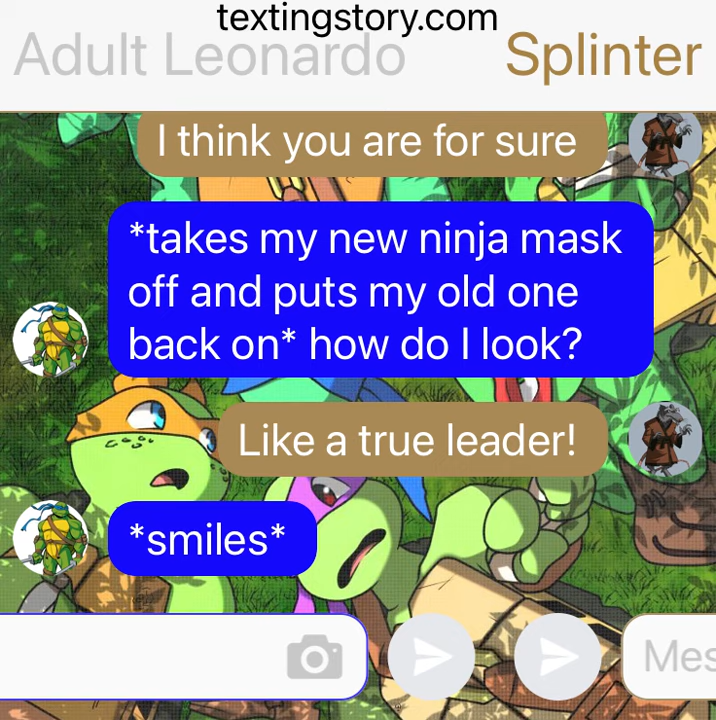 textingstory.com
Adult Leonardo Splinter
I think you are for sure
*takes my new ninja mask
off and puts my old one
back on* how do I look?
Like a true leader!
*smiles*
Mes